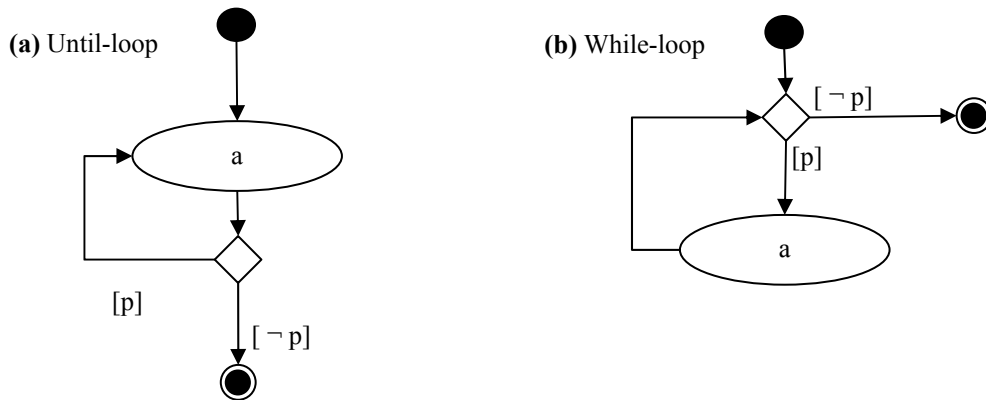 (a) Until-loop
a
[p]
[ ¬ p]
(b) While-loop
[ ¬ p]
[p]
a